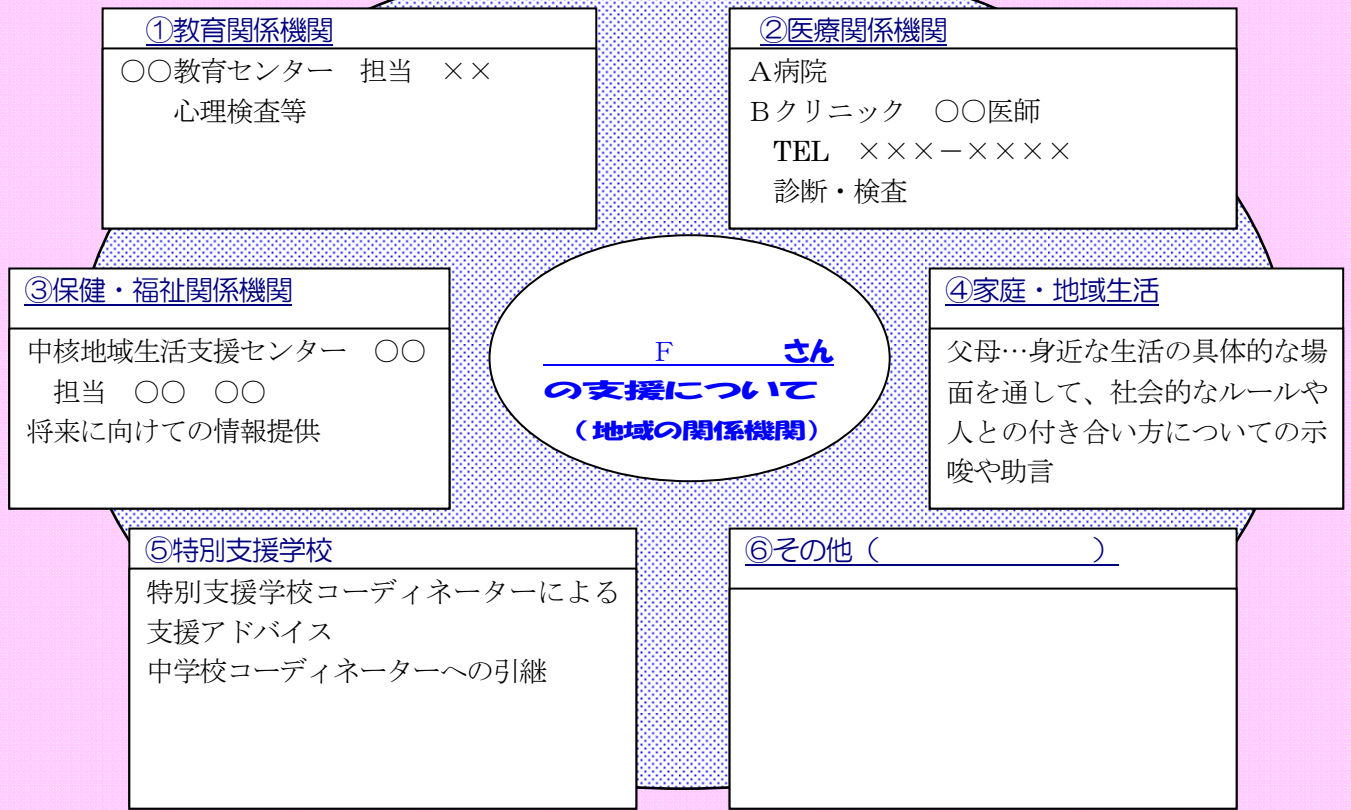 ①教育関係機関
○○教育センター　担当　××
心理検査等
②医療関係機関
A病院
Bクリニック　○○医師
TEL　×××－××××
診断・検査
③保健・福祉関係機関
中核地域生活支援センター　○○
担当　○○　○○
将来に向けての情報提供
F　さん
の支援について
（地域の関係機関）
④家庭・地域生活
父母…身近な生活の具体的な場
面を通して、社会的なルールや
人との付き合い方についての示
唆や助言
⑤特別支援学校
特別支援学校コーディネーターによる
支援アドバイス
中学校コーディネーターへの引継
⑥その他（　　　　　　　　）